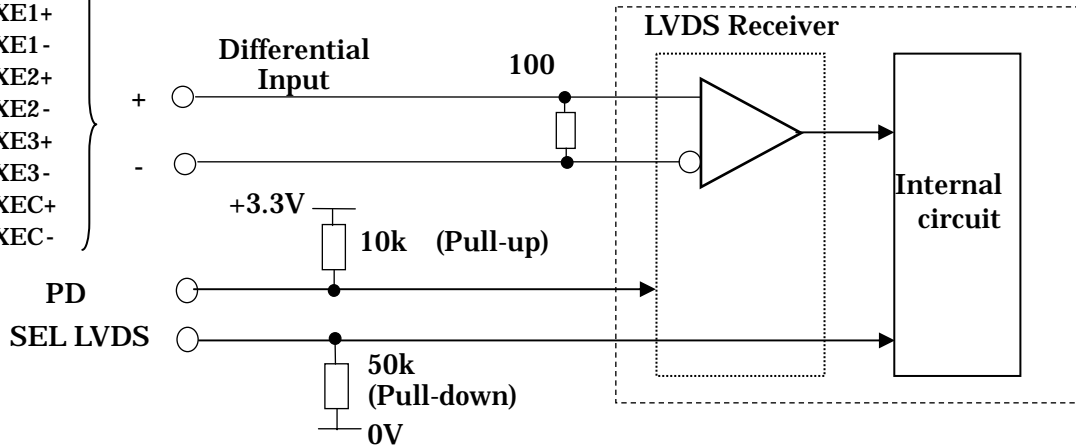 XE1+
XE1-
XE2+
XE2-
XE3+
XE3-
XEC+
XEC-
+
-
Differential
Input
100
LVDS Receiver
Internal
circuit
+3.3V
10k (Pull-up)
PD
SEL LVDS
50k
(Pull-down)
0V